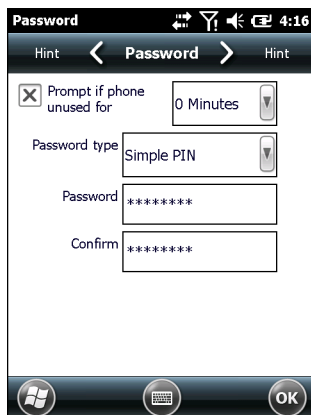 Password 4:16
Hint Password Hint
Prompt if phone
unused for
0 Minutes
Password type
Simple PIN
Password ********
Confirm ********
OK